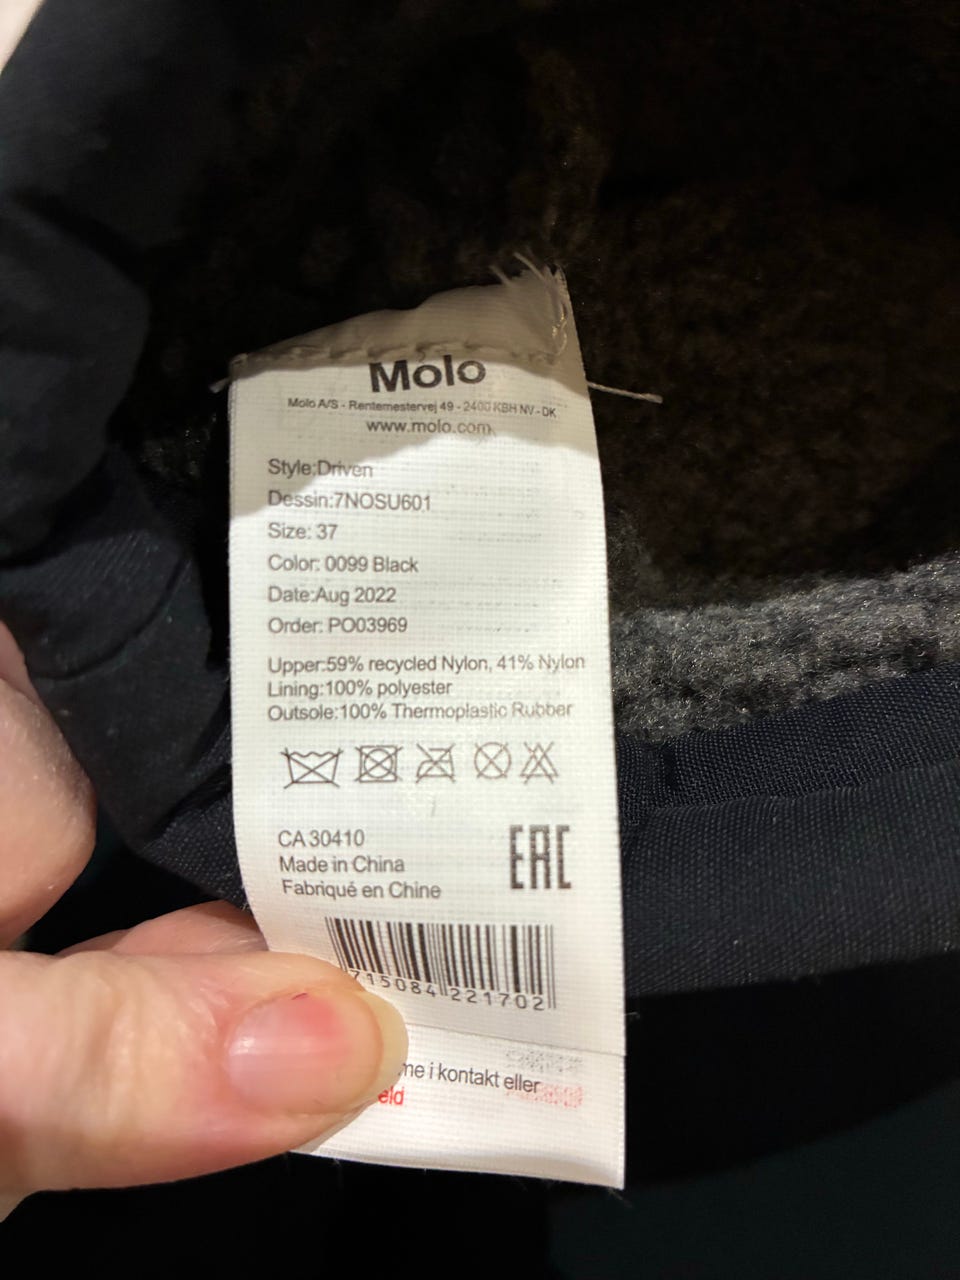 Molo
Molo A/S - Rentemestervej 49 - 2400 KBH NV - DK
www.molo.com
Style:Driven
Dessin:7NOSU601
Size: 37
Color: 0099 Black
Date:Aug 2022
Order: PO03969
Upper:59% recycled Nylon, 41% Nylon
Lining:100% polyester
Outsole:100% Thermoplastic Rubber
CA 30410
Made in China
Fabriqué en Chine
EAC
715084 221702
i kontakt eller